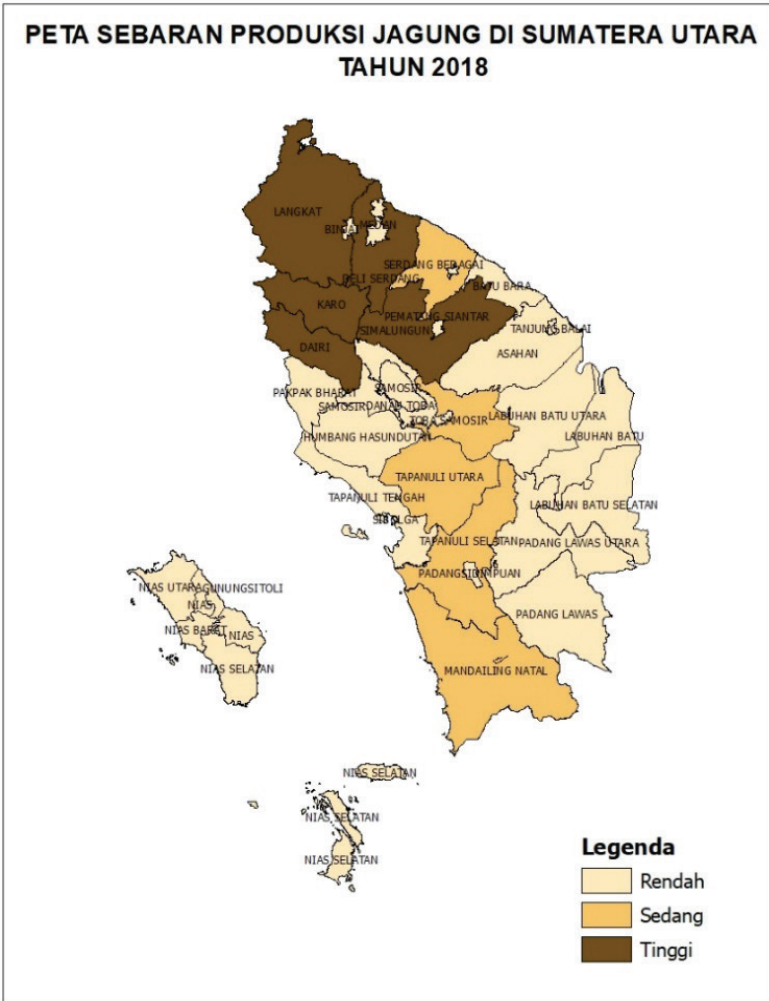 PETA SEBARAN PRODUKSI JAGUNG DI SUMATERA UTARA
TAHUN 2018
LANGKAT
BINJAI
MEDAN
SERDANG BEDAGAI
DELI SERDANG
BATU BARA
KARO
PEMATANG SIANTAR
SIMALUNGUN
TANJUNG BALAI
DAIRI
ASAHAN
SAMOSIR
PAKPAK BHARAT
SAMOSIR
DANAU TOBA
TOBA SAMOSIR
LABUHAN BATU UTARA
HUMBANG HASUNDUTAN
LABUHAN BATU
TAPANULI UTARA
TAPANULI TENGAH
LABUHAN BATU SELATAN
SIBOLGA
TAPANULI SELATAN
PADANG LAWAS UTARA
PADANGSIDIMPUAN
NIAS UTARA
GUNUNGSITOLI
NIAS
PADANG LAWAS
NIAS BARAT
NIAS
NIAS SELATAN
MANDAILING NATAL
NIAS SELATAN
NIAS SELATAN
NIAS SELATAN
Legenda
Rendah
Sedang
Tinggi